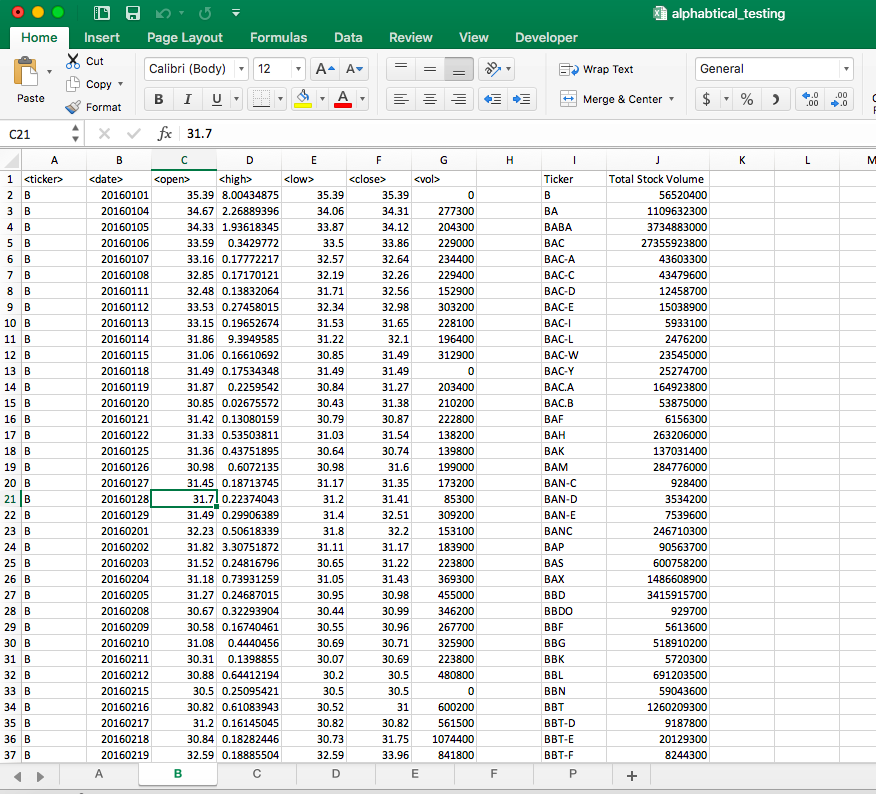 alphabtical_testing
Home Insert Page Layout Formulas Data Review View Developer
Paste Cut Copy Format Calibri (Body) 12 A A B I U A Wrap Text Merge & Center General $ % .0 .00 .00 .0
C21 fx 31.7
A B C D E F G H I J K L M
1 <ticker> <date> <open> <high> <low> <close> <vol> Ticker Total Stock Volume
2 B 20160101 35.39 8.00434875 35.39 35.39 0 B 56520400
3 B 20160104 34.67 2.26889396 34.06 34.31 277300 BA 1109632300
4 B 20160105 34.33 1.93618345 33.87 34.12 204300 BABA 3734883000
5 B 20160106 33.59 0.3429772 33.5 33.86 229000 BAC 27355923800
6 B 20160107 33.16 0.17772217 32.57 32.64 234400 BAC-A 43603300
7 B 20160108 32.85 0.17170121 32.19 32.26 229400 BAC-C 43479600
8 B 20160111 32.48 0.13832064 31.71 32.56 152900 BAC-D 12458700
9 B 20160112 33.53 0.27458015 32.34 32.98 303200 BAC-E 15038900
10 B 20160113 33.15 0.19652674 31.53 31.65 228100 BAC-I 5933100
11 B 20160114 31.86 9.3949585 31.22 32.1 196400 BAC-L 2476200
12 B 20160115 31.06 0.16610692 30.85 31.49 312900 BAC-W 23545000
13 B 20160118 31.49 0.17534348 31.49 31.49 0 BAC-Y 25274700
14 B 20160119 31.87 0.2259542 30.84 31.27 203400 BAC.A 164923800
15 B 20160120 30.85 0.02675572 30.43 31.38 210200 BAC.B 53875000
16 B 20160121 31.42 0.13080159 30.79 30.87 222800 BAF 6156300
17 B 20160122 31.33 0.53503811 31.03 31.54 138200 BAH 263206000
18 B 20160125 31.36 0.43751895 30.64 30.74 139800 BAK 137031400
19 B 20160126 30.98 0.6072135 30.98 31.6 199000 BAM 284776000
20 B 20160127 31.45 0.18713745 31.17 31.35 173200 BAN-C 928400
21 B 20160128 31.7 0.22374043 31.2 31.41 85300 BAN-D 3534200
22 B 20160129 31.49 0.29906389 31.4 32.51 309200 BAN-E 7539600
23 B 20160201 32.23 0.50618339 31.8 32.2 153100 BANC 246710300
24 B 20160202 31.82 3.30751872 31.11 31.17 183900 BAP 90563700
25 B 20160203 31.52 0.24816796 30.65 31.22 223800 BAS 600758200
26 B 20160204 31.18 0.73931259 31.05 31.43 369300 BAX 1486608900
27 B 20160205 31.27 0.24687015 30.95 30.98 455000 BBD 3415915700
28 B 20160208 30.67 0.32293904 30.44 30.99 346200 BBDO 929700
29 B 20160209 30.58 0.16740461 30.55 30.96 267700 BBF 5613600
30 B 20160210 31.08 0.4440456 30.69 30.71 325900 BBG 518910200
31 B 20160211 30.31 0.1398855 30.07 30.69 223800 BBK 5720300
32 B 20160212 30.88 0.64412194 30.2 30.5 480800 BBL 691203500
33 B 20160215 30.5 0.25095421 30.5 30.5 0 BBN 59043600
34 B 20160216 30.82 0.61083943 30.52 31 600200 BBT 1260209300
35 B 20160217 31.2 0.16145045 30.82 30.82 561500 BBT-D 9187800
36 B 20160218 30.84 0.18282446 30.73 31.75 1074400 BBT-E 20129300
37 B 20160219 32.59 0.18885504 32.59 33.96 841800 BBT-F 8244300
A B C D E F P +